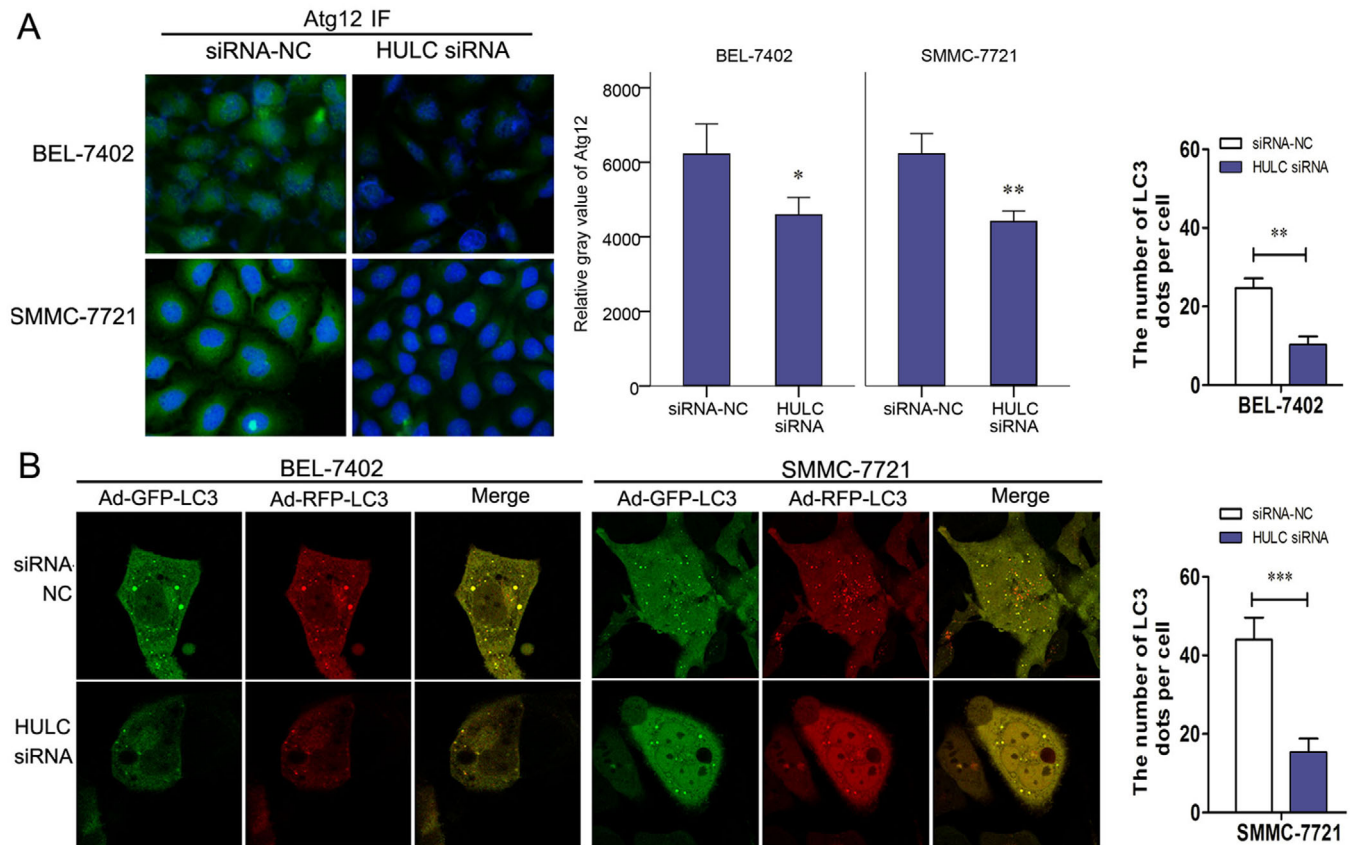 A
Atg12 IF
siRNA-NC HULC siRNA
BEL-7402
SMMC-7721
BEL-7402 SMMC-7721
Relative gray value of Atg12
8000
6000
4000
2000
0
*
**
siRNA-NC HULC siRNA siRNA-NC HULC siRNA
siRNA-NC
HULC siRNA
The number of LC3
dots per cell
60
40
20
0
**
BEL-7402
B
BEL-7402 SMMC-7721
Ad-GFP-LC3 Ad-RFP-LC3 Merge Ad-GFP-LC3 Ad-RFP-LC3 Merge
siRNA-
NC
HULC
siRNA
siRNA-NC
HULC siRNA
The number of LC3
dots per cell
60
40
20
0
***
SMMC-7721